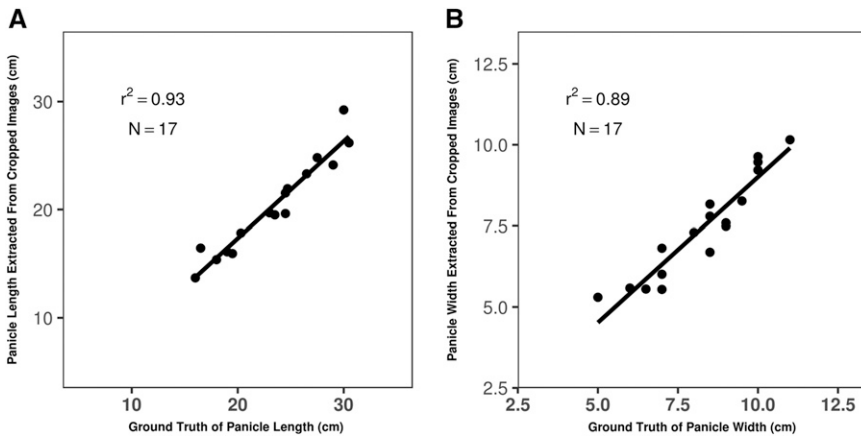 A
Panicle Length Extracted From Cropped Images (cm)
r² = 0.93
N = 17
30
20
10
10 20 30
Ground Truth of Panicle Length (cm)
B
Panicle Width Extracted From Cropped Images (cm)
r² = 0.89
N = 17
12.5
10.0
7.5
5.0
2.5
2.5 5.0 7.5 10.0 12.5
Ground Truth of Panicle Width (cm)